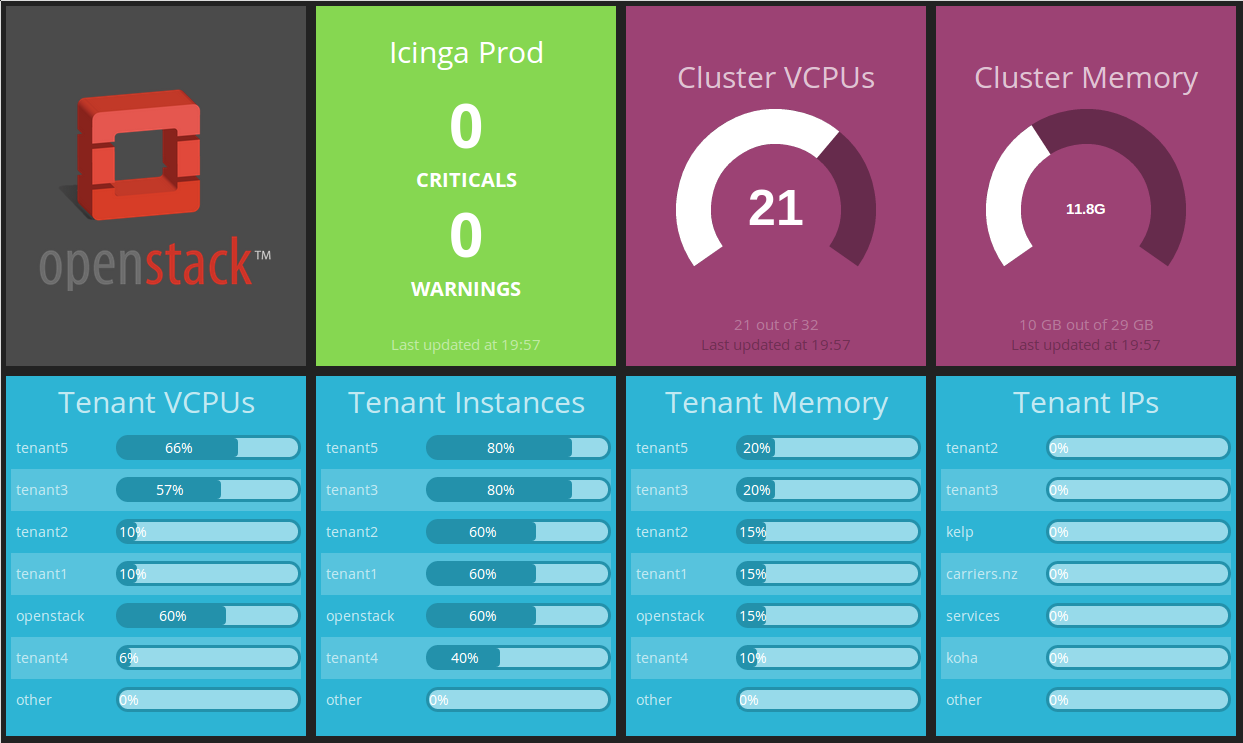 openstack™
Icinga Prod
0
CRITICALS
0
WARNINGS
Last updated at 19:57
Cluster VCPUs
21
21 out of 32
Last updated at 19:57
Cluster Memory
11.8G
10 GB out of 29 GB
Last updated at 19:57
Tenant VCPUs
tenant5 66%
tenant3 57%
tenant2 10%
tenant1 10%
openstack 60%
tenant4 6%
other 0%
Tenant Instances
tenant5 80%
tenant3 80%
tenant2 60%
tenant1 60%
openstack 60%
tenant4 40%
other 0%
Tenant Memory
tenant5 20%
tenant3 20%
tenant2 15%
tenant1 15%
openstack 15%
tenant4 10%
other 0%
Tenant IPs
tenant2 0%
tenant3 0%
kelp 0%
carriers.nz 0%
services 0%
koha 0%
other 0%